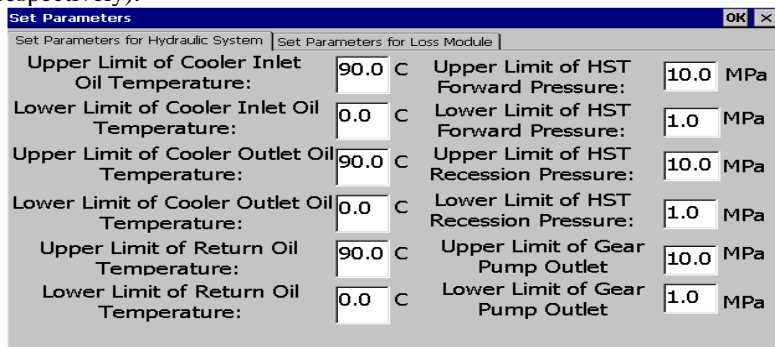 respectively).
Set Parameters OK ×
Set Parameters for Hydraulic System Set Parameters for Loss Module
Upper Limit of Cooler Inlet
Oil Temperature: 90.0 C
Upper Limit of HST
Forward Pressure: 10.0 MPa
Lower Limit of Cooler Inlet Oil
Temperature: 0.0 C
Lower Limit of HST
Forward Pressure: 1.0 MPa
Upper Limit of Cooler Outlet Oil
Temperature: 90.0 C
Upper Limit of HST
Recession Pressure: 10.0 MPa
Lower Limit of Cooler Outlet Oil
Temperature: 0.0 C
Lower Limit of HST
Recession Pressure: 1.0 MPa
Upper Limit of Return Oil
Temperature: 90.0 C
Upper Limit of Gear
Pump Outlet 10.0 MPa
Lower Limit of Return Oil
Temperature: 0.0 C
Lower Limit of Gear
Pump Outlet 1.0 MPa